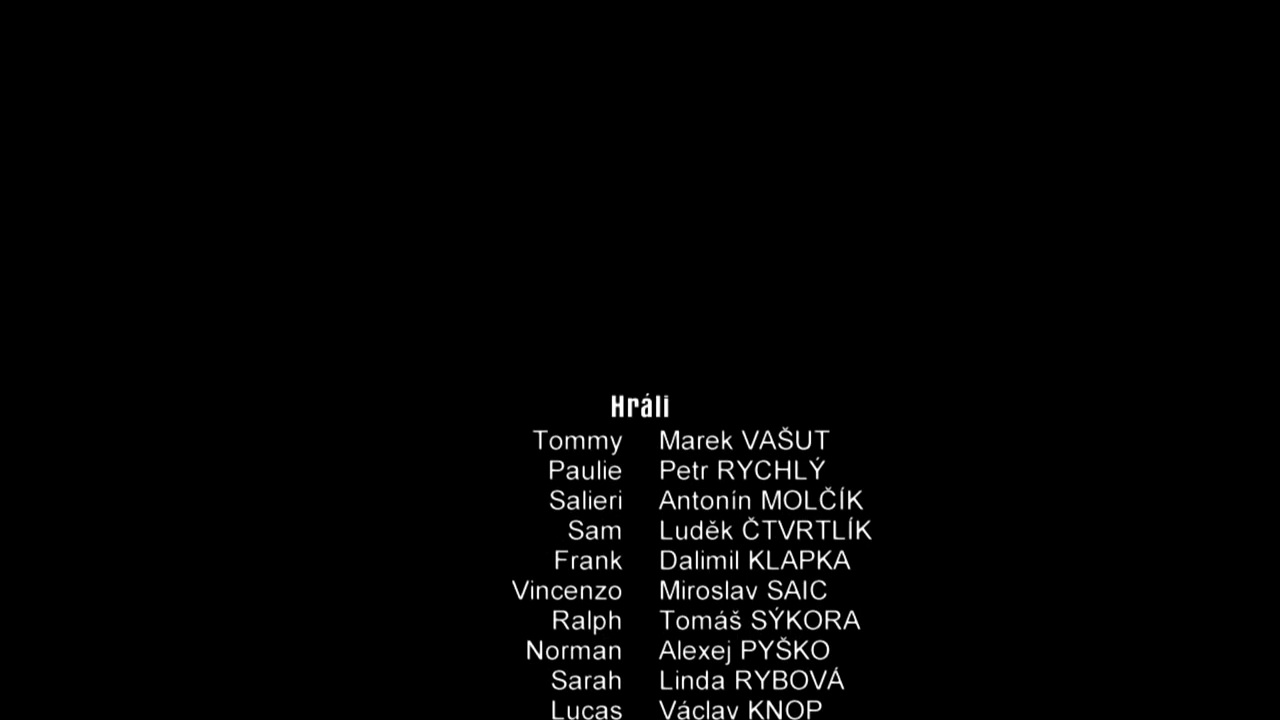 Hráli
Tommy Marek VAŠUT
Paulie Petr RYCHLÝ
Salieri Antonín MOLČÍK
Sam Luděk ČTVRTLÍK
Frank Dalimil KLAPKA
Vincenzo Miroslav SAIC
Ralph Tomáš SÝKORA
Norman Alexej PYŠKO
Sarah Linda RYBOVÁ
Lucas Václav KNOP